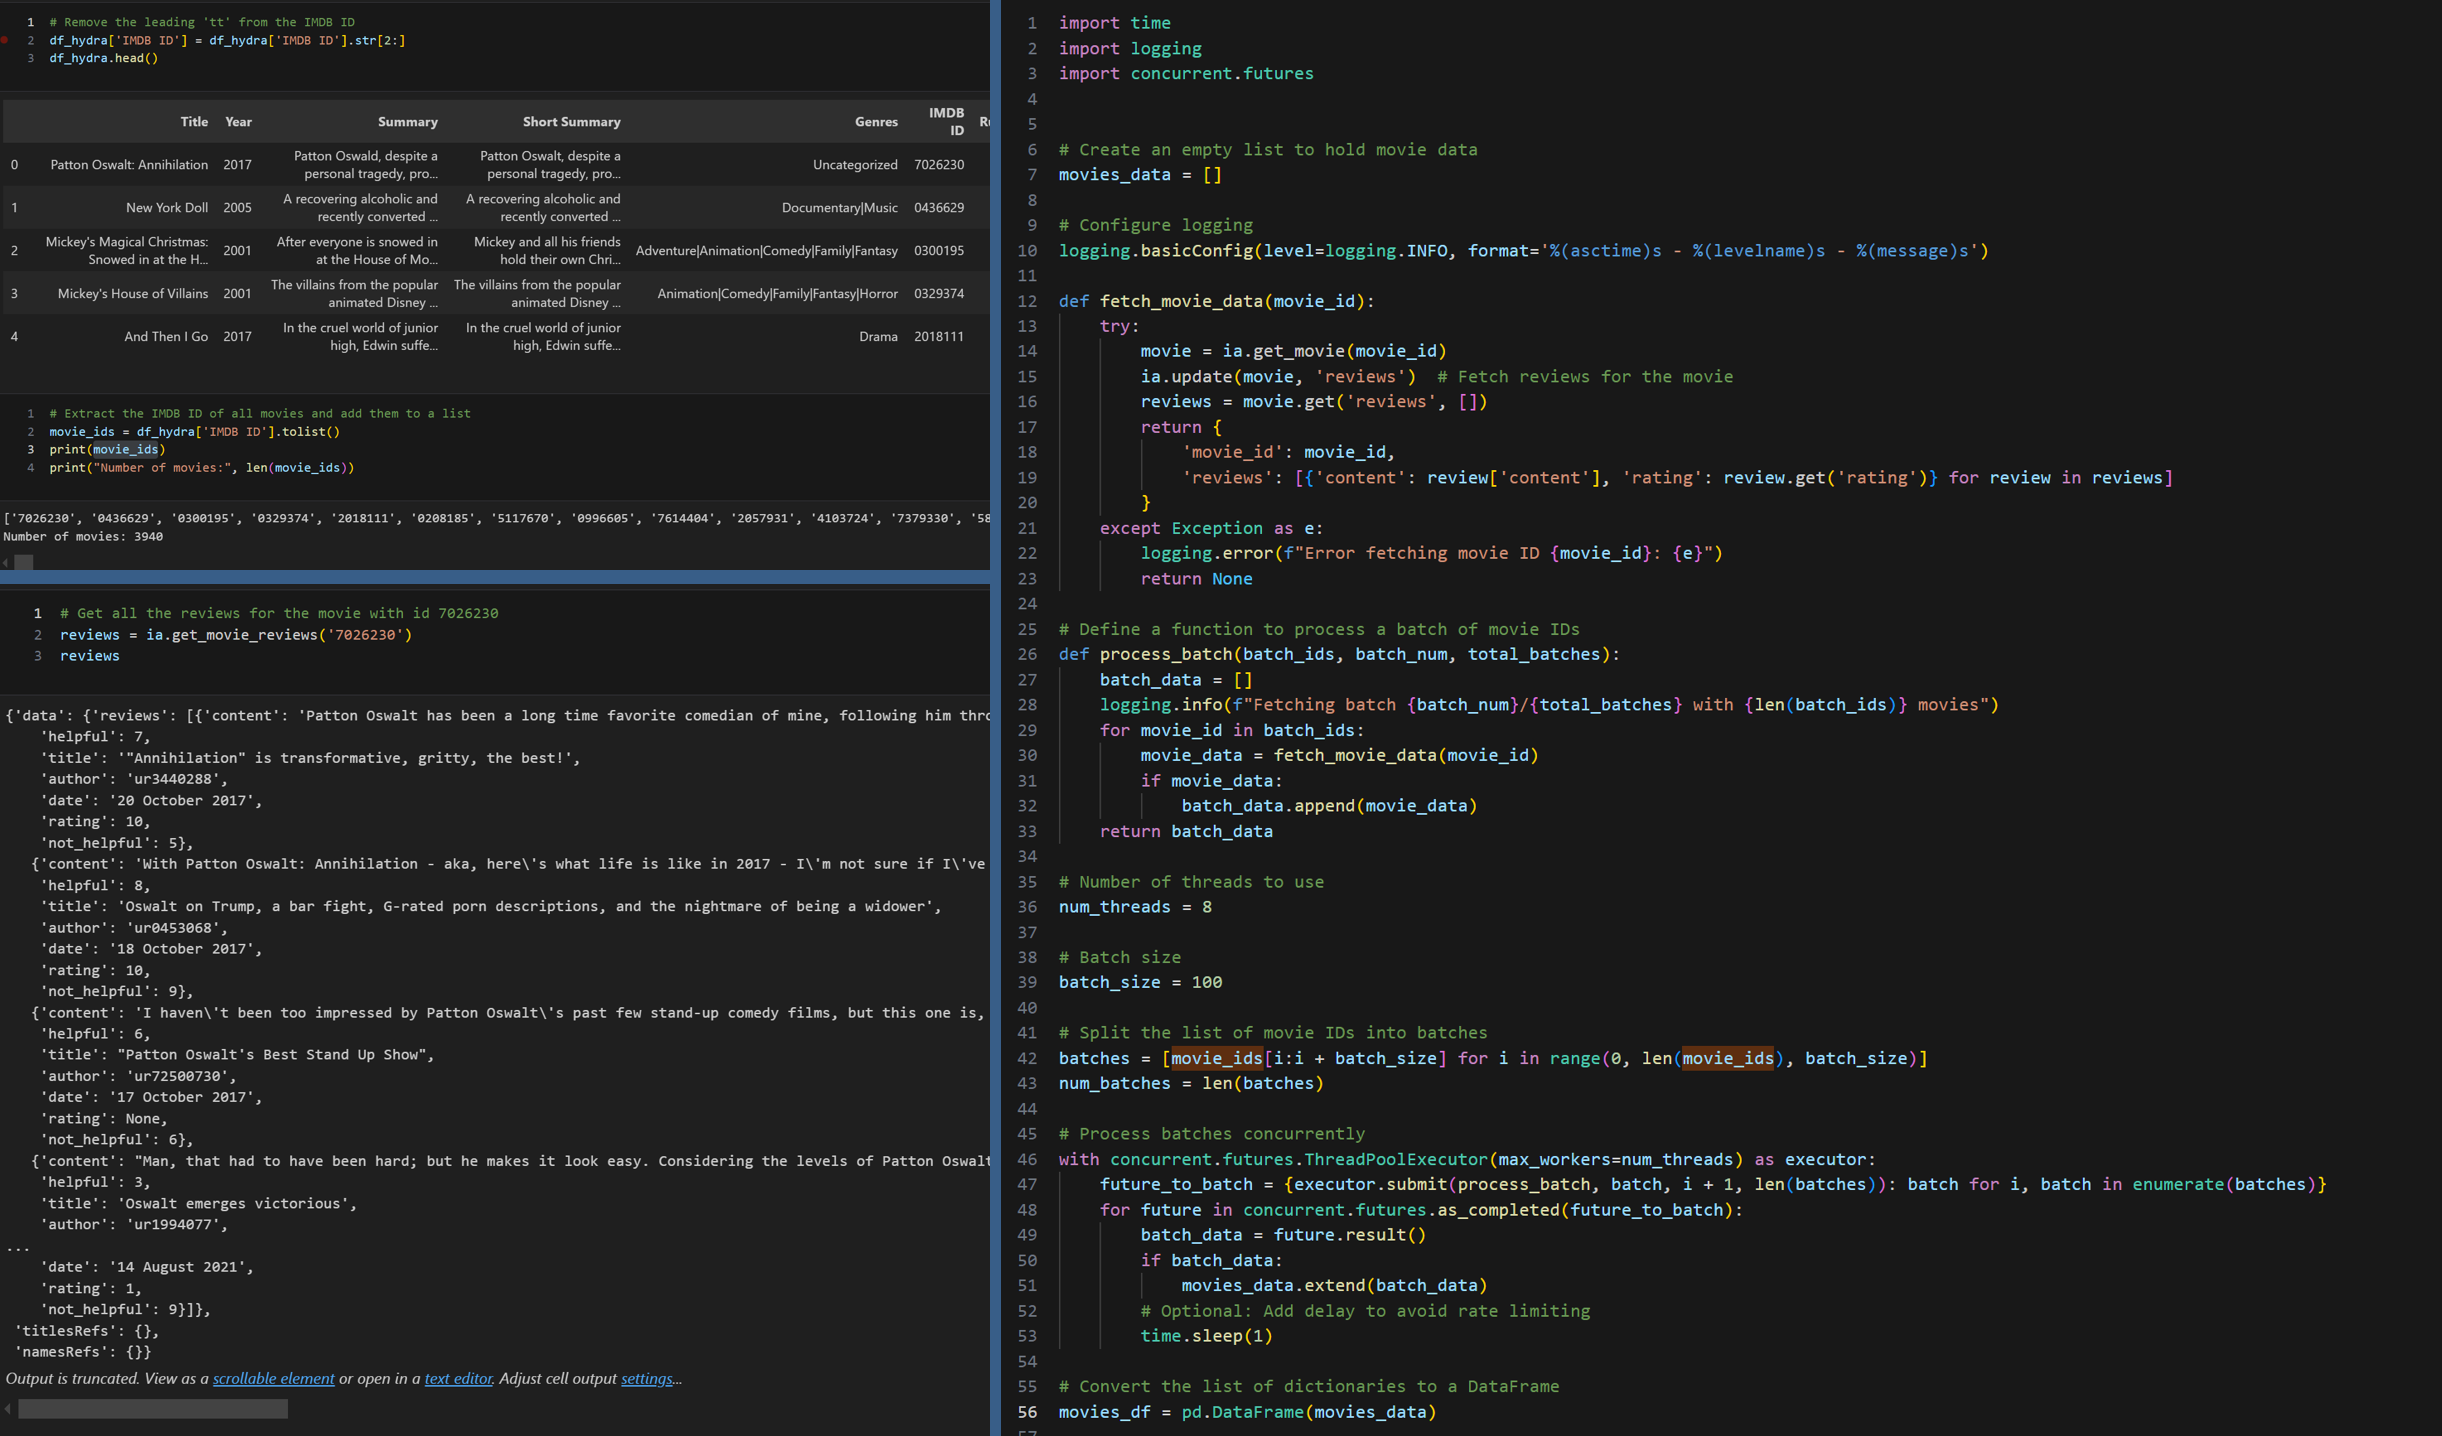 1 # Remove the leading 'tt' from the IMDB ID
2 df_hydra['IMDB ID'] = df_hydra['IMDB ID'].str[2:]
3 df_hydra.head()
Title Year Summary Short Summary Genres IMDB ID
0 Patton Oswalt: Annihilation 2017 Patton Oswald, despite a personal tragedy, pro... Patton Oswalt, despite a personal tragedy, pro... Uncategorized 7026230
1 New York Doll 2005 A recovering alcoholic and recently converted ... A recovering alcoholic and recently converted ... Documentary|Music 0436629
2 Mickey's Magical Christmas: Snowed in at the H... 2001 After everyone is snowed in at the House of Mo... Mickey and all his friends hold their own Chri... Adventure|Animation|Comedy|Family|Fantasy 0300195
3 Mickey's House of Villains 2001 The villains from the popular animated Disney ... The villains from the popular animated Disney ... Animation|Comedy|Family|Fantasy|Horror 0329374
4 And Then I Go 2017 In the cruel world of junior high, Edwin suffe... In the cruel world of junior high, Edwin suffe... Drama 2018111
1 # Extract the IMDB ID of all movies and add them to a list
2 movie_ids = df_hydra['IMDB ID'].tolist()
3 print(movie_ids)
4 print("Number of movies:", len(movie_ids))
['7026230', '0436629', '0300195', '0329374', '2018111', '0208185', '5117670', '0996605', '7614404', '2057931', '4103724', '7379330', '58
Number of movies: 3940
1 # Get all the reviews for the movie with id 7026230
2 reviews = ia.get_movie_reviews('7026230')
3 reviews
{'data': {'reviews': [{'content': 'Patton Oswalt has been a long time favorite comedian of mine, following him thro
'helpful': 7,
'title': '"Annihilation" is transformative, gritty, the best!',
'author': 'ur3440288',
'date': '20 October 2017',
'rating': 10,
'not_helpful': 5},
{'content': 'With Patton Oswalt: Annihilation - aka, here\'s what life is like in 2017 - I\'m not sure if I\'ve
'helpful': 8,
'title': 'Oswalt on Trump, a bar fight, G-rated porn descriptions, and the nightmare of being a widower',
'author': 'ur0453068',
'date': '18 October 2017',
'rating': 10,
'not_helpful': 9},
{'content': 'I haven\'t been too impressed by Patton Oswalt\'s past few stand-up comedy films, but this one is,
'helpful': 6,
'title': "Patton Oswalt's Best Stand Up Show",
'author': 'ur72500730',
'date': '17 October 2017',
'rating': None,
'not_helpful': 6},
{'content': "Man, that had to have been hard; but he makes it look easy. Considering the levels of Patton Oswalt
'helpful': 3,
'title': 'Oswalt emerges victorious',
'author': 'ur1994077',
...
'date': '14 August 2021',
'rating': 1,
'not_helpful': 9}]},
'titlesRefs': {},
'namesRefs': {}}
Output is truncated. View as a scrollable element or open in a text editor. Adjust cell output settings...
1 import time
2 import logging
3 import concurrent.futures
4
5
6 # Create an empty list to hold movie data
7 movies_data = []
8
9 # Configure logging
10 logging.basicConfig(level=logging.INFO, format='%(asctime)s - %(levelname)s - %(message)s')
11
12 def fetch_movie_data(movie_id):
13 try:
14 movie = ia.get_movie(movie_id)
15 ia.update(movie, 'reviews') # Fetch reviews for the movie
16 reviews = movie.get('reviews', [])
17 return {
18 'movie_id': movie_id,
19 'reviews': [{'content': review['content'], 'rating': review.get('rating')} for review in reviews]
20 }
21 except Exception as e:
22 logging.error(f"Error fetching movie ID {movie_id}: {e}")
23 return None
24
25 # Define a function to process a batch of movie IDs
26 def process_batch(batch_ids, batch_num, total_batches):
27 batch_data = []
28 logging.info(f"Fetching batch {batch_num}/{total_batches} with {len(batch_ids)} movies")
29 for movie_id in batch_ids:
30 movie_data = fetch_movie_data(movie_id)
31 if movie_data:
32 batch_data.append(movie_data)
33 return batch_data
34
35 # Number of threads to use
36 num_threads = 8
37
38 # Batch size
39 batch_size = 100
40
41 # Split the list of movie IDs into batches
42 batches = [movie_ids[i:i + batch_size] for i in range(0, len(movie_ids), batch_size)]
43 num_batches = len(batches)
44
45 # Process batches concurrently
46 with concurrent.futures.ThreadPoolExecutor(max_workers=num_threads) as executor:
47 future_to_batch = {executor.submit(process_batch, batch, i + 1, len(batches)): batch for i, batch in enumerate(batches)}
48 for future in concurrent.futures.as_completed(future_to_batch):
49 batch_data = future.result()
50 if batch_data:
51 movies_data.extend(batch_data)
52 # Optional: Add delay to avoid rate limiting
53 time.sleep(1)
54
55 # Convert the list of dictionaries to a DataFrame
56 movies_df = pd.DataFrame(movies_data)